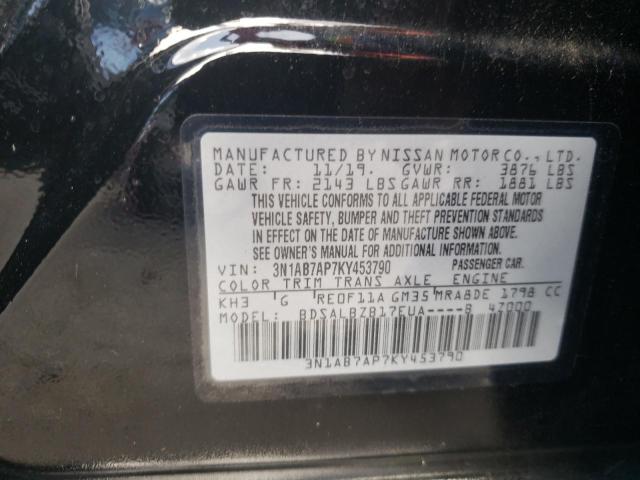 MANUFACTURED BY NISSAN MOTOR CO., LTD.
DATE: 11/19. GVWR: 3876 LBS
GAWR FR: 2143 LBS GAWR RR: 1881 LBS
THIS VEHICLE CONFORMS TO ALL APPLICABLE FEDERAL MOTOR
VEHICLE SAFETY, BUMPER AND THEFT PREVENTION STANDARDS
IN EFFECT ON THE DATE OF MANUFACTURE SHOWN ABOVE.
SEE OWNER'S MANUAL FOR ADDITIONAL INFORMATION.
VIN: 3N1AB7AP7KY453790 PASSENGER CAR.
COLOR TRIM TRANS AXLE ENGINE
KH3 G RE0F11A GM35 MRA8DE 1798 CC
MODEL: BDSALBZB17EUA----B 47000
3N1AB7AP7KY453790